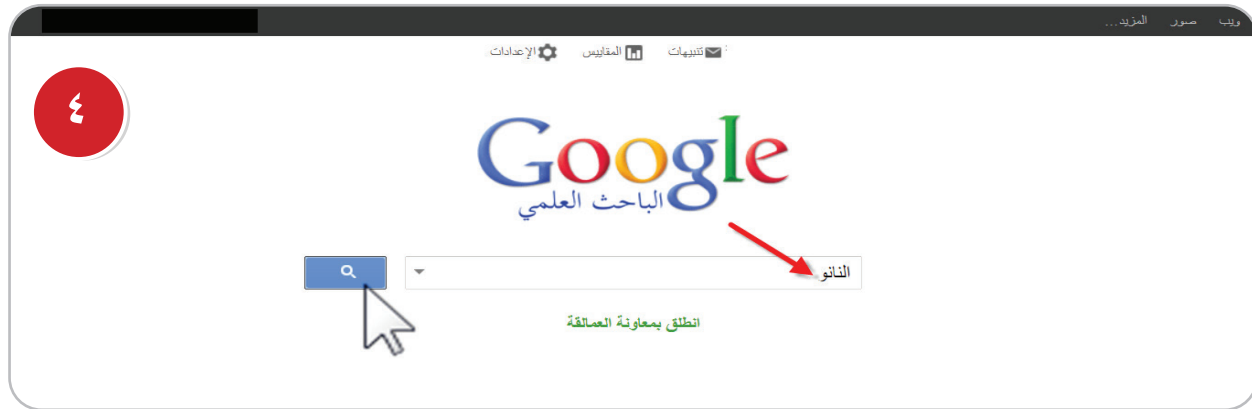 ويب صور المزيد...
تنبيهات المقاييس الإعدادات
٤
Google
الباحث العلمي
النانو
انطلق بمعاونة العمالقة